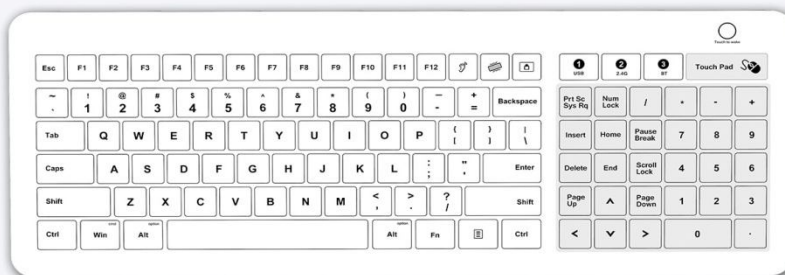 Touch to wake
Esc F1 F2 F3 F4 F5 F6 F7 F8 F9 F10 F11 F12
1 2 3 Touch Pad
USB 2.4G BT
~ ! @ # $ % ^ & * ( ) — +
` 1 2 3 4 5 6 7 8 9 0 - = Backspace
Prt Sc Num / * - +
Sys Rq Lock
Tab Q W E R T Y U I O P { } |
[ ] \
Insert Home Pause 7 8 9
Break
Caps A S D F G H J K L : " Enter
; '
Delete End Scroll 4 5 6
Lock
Shift Z X C V B N M < > ? Shift
, . /
Page ^ Page 1 2 3
Up Down
cmd option option
Ctrl Win Alt Alt Fn Ctrl
< v > 0 .